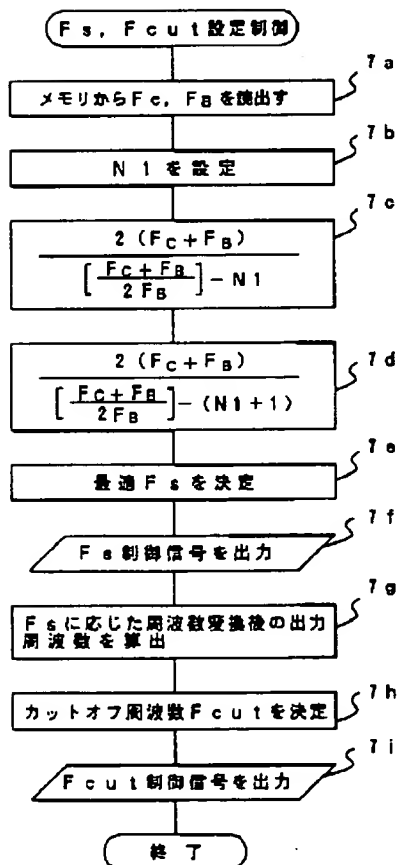 Fs，Fcut設定制御
7a
メモリからFc，FBを読出す
7b
N1を設定
7c
2（FC＋FB）
［FC＋FB
2FB］－N1
7d
2（FC＋FB）
［FC＋FB
2FB］－（N1＋1）
7e
最適Fsを決定
7f
Fs制御信号を出力
7g
Fsに応じた周波数変換後の出力
周波数を算出
7h
カットオフ周波数Fcutを決定
7i
Fcut制御信号を出力
終了